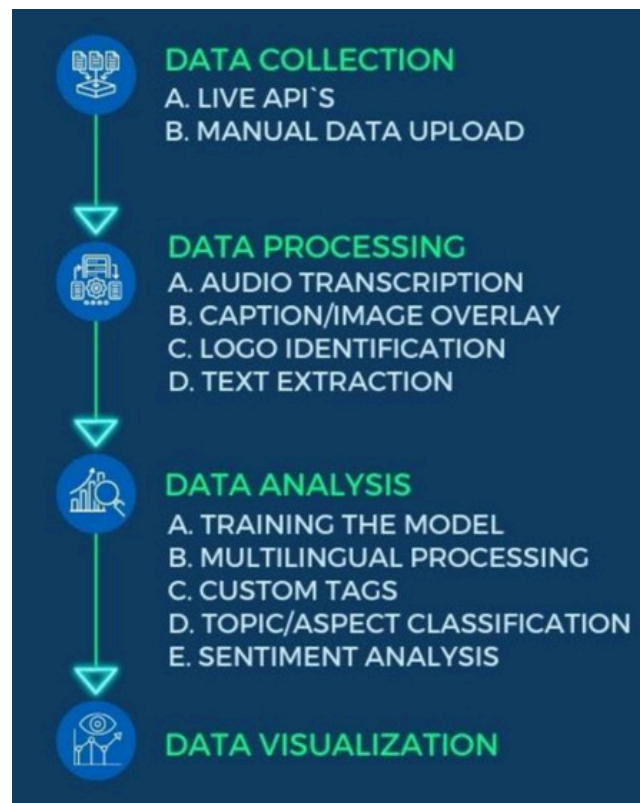 DATA COLLECTION
A. LIVE API`S
B. MANUAL DATA UPLOAD
DATA PROCESSING
A. AUDIO TRANSCRIPTION
B. CAPTION/IMAGE OVERLAY
C. LOGO IDENTIFICATION
D. TEXT EXTRACTION
DATA ANALYSIS
A. TRAINING THE MODEL
B. MULTILINGUAL PROCESSING
C. CUSTOM TAGS
D. TOPIC/ASPECT CLASSIFICATION
E. SENTIMENT ANALYSIS
DATA VISUALIZATION